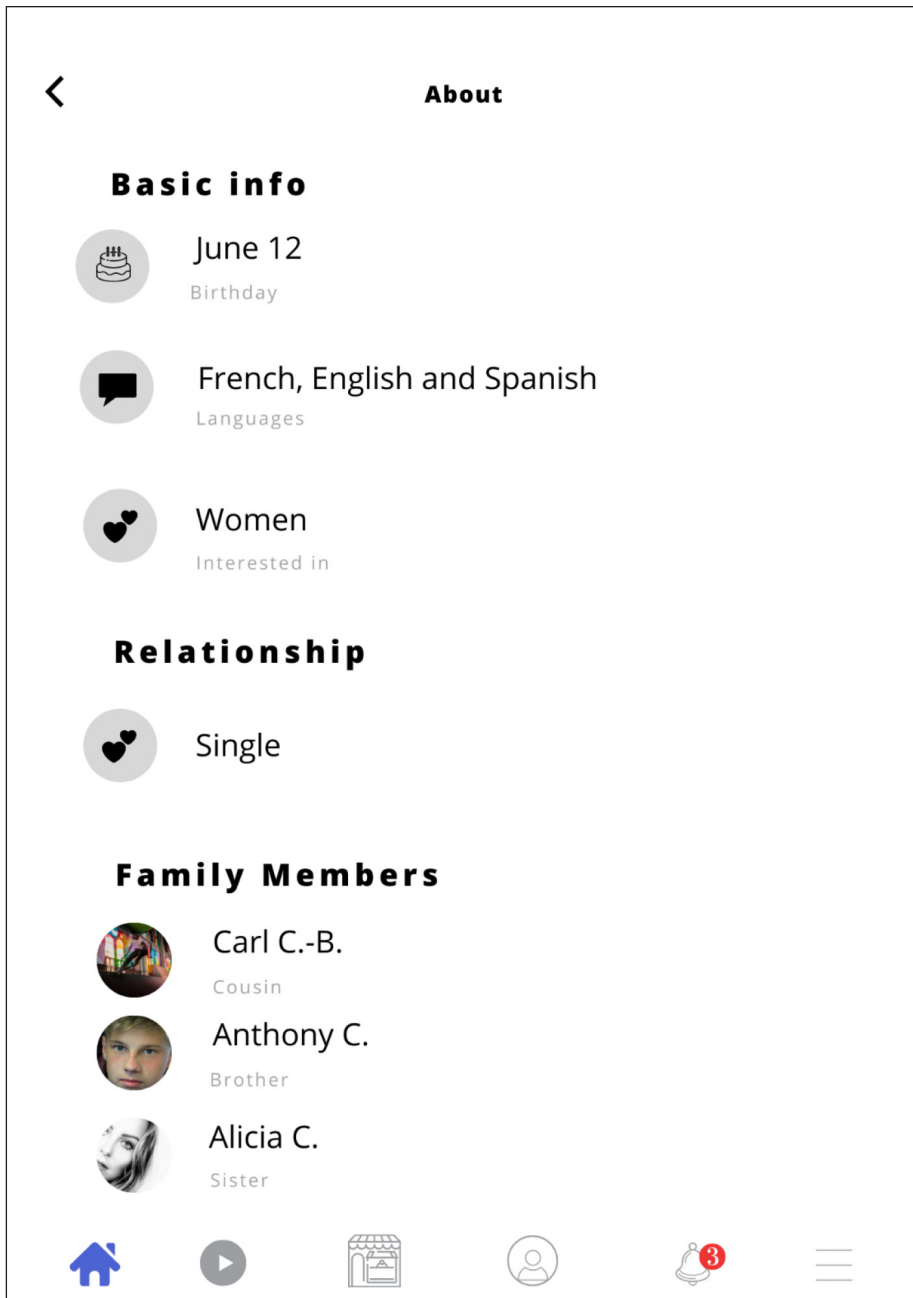 About
Basic info
June 12
Birthday
French, English and Spanish
Languages
Women
Interested in
Relationship
Single
Family Members
Carl C.-B.
Cousin
Anthony C.
Brother
Alicia C.
Sister
3